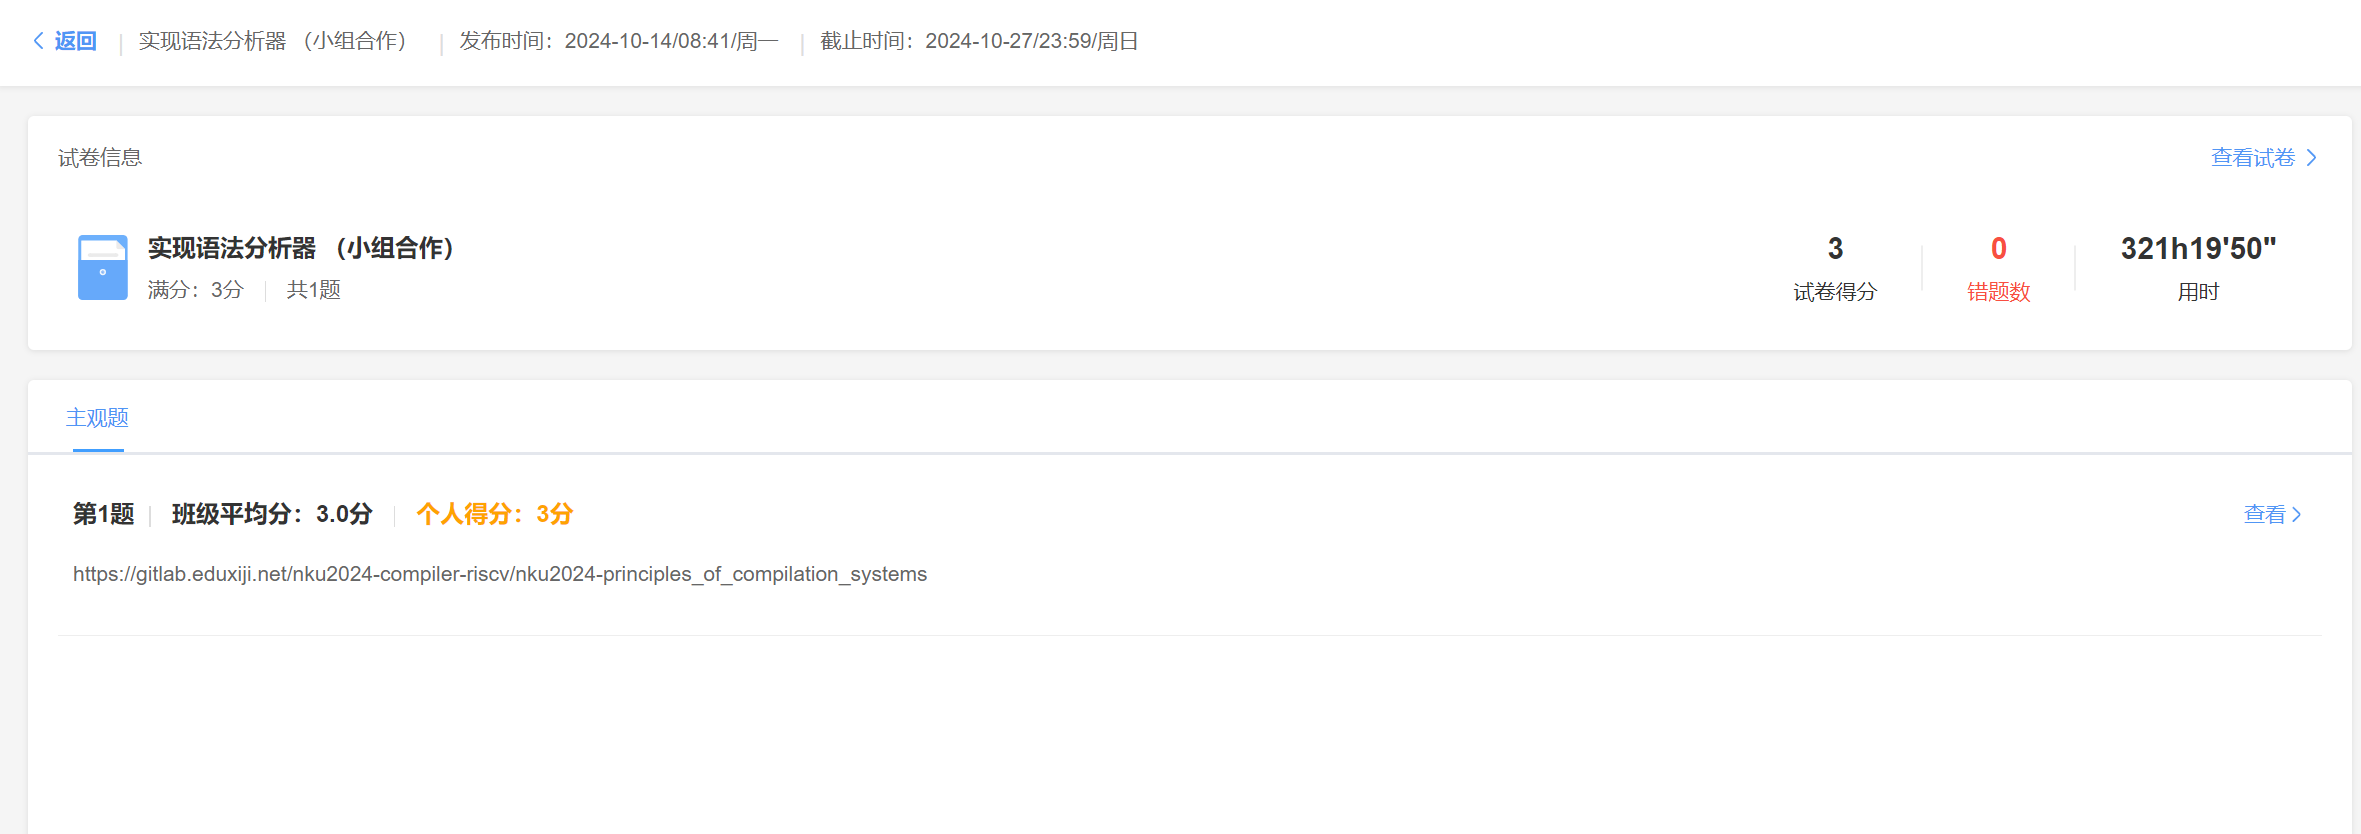 返回 | 实现语法分析器 （小组合作） | 发布时间：2024-10-14/08:41/周一 | 截止时间：2024-10-27/23:59/周日
试卷信息 查看试卷
实现语法分析器 （小组合作）
满分：3分 共1题
3 0 321h19'50"
试卷得分 错题数 用时
主观题
第1题 班级平均分：3.0分 个人得分：3分 查看
https://gitlab.eduxiji.net/nku2024-compiler-riscv/nku2024-principles_of_compilation_systems